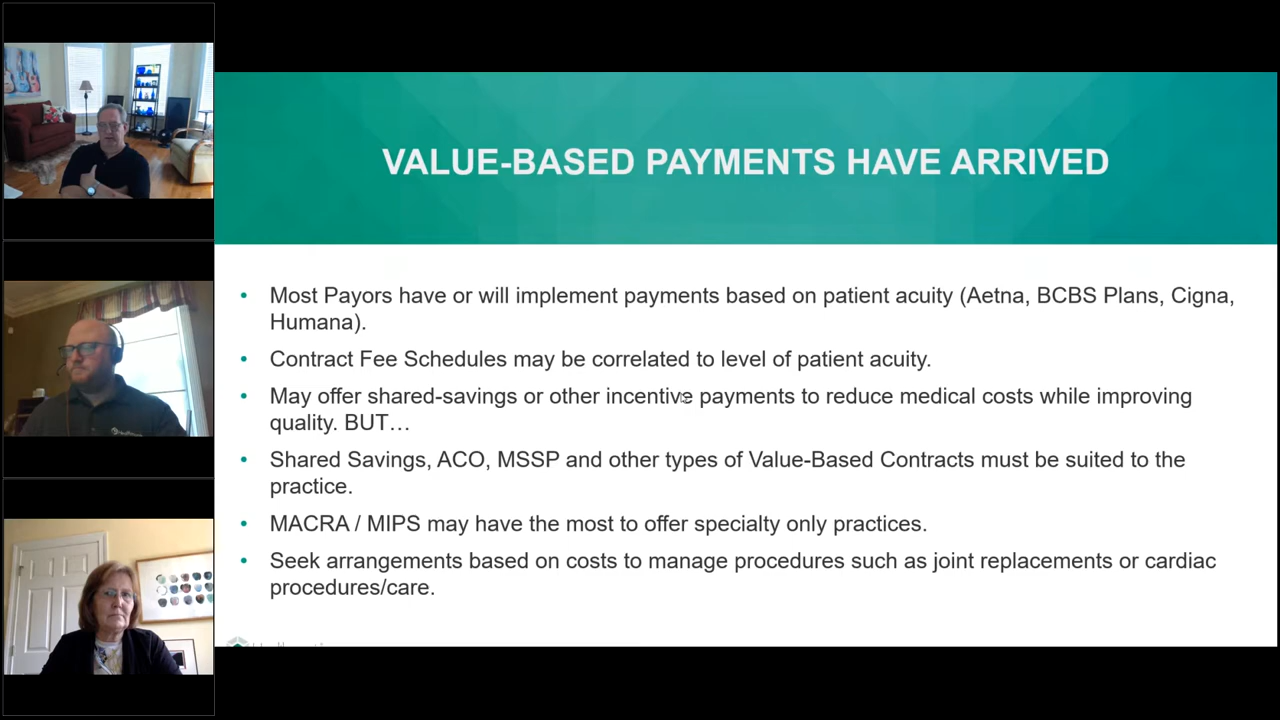 VALUE-BASED PAYMENTS HAVE ARRIVED
• Most Payors have or will implement payments based on patient acuity (Aetna, BCBS Plans, Cigna,
Humana).
• Contract Fee Schedules may be correlated to level of patient acuity.
• May offer shared-savings or other incentive payments to reduce medical costs while improving
quality. BUT…
• Shared Savings, ACO, MSSP and other types of Value-Based Contracts must be suited to the
practice.
• MACRA / MIPS may have the most to offer specialty only practices.
• Seek arrangements based on costs to manage procedures such as joint replacements or cardiac
procedures/care.